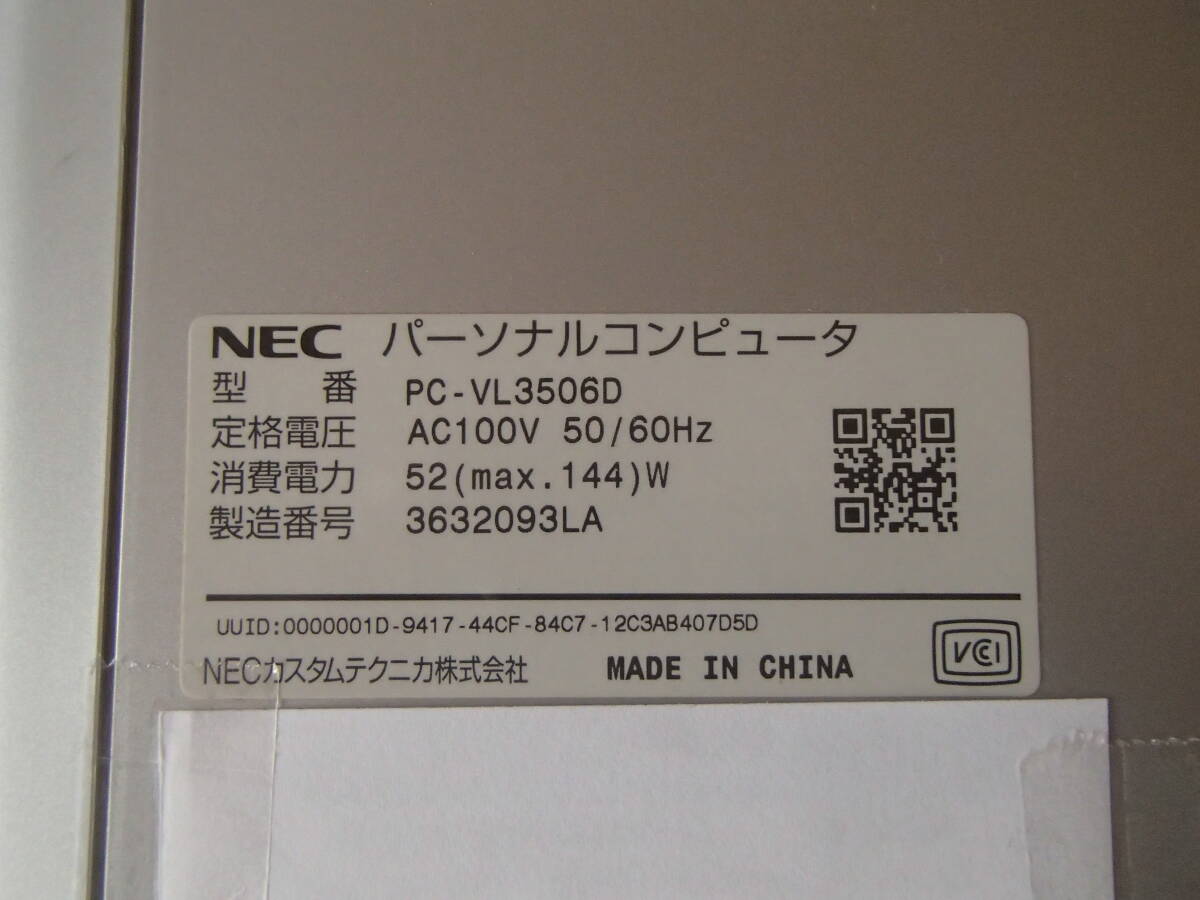 NEC パーソナルコンピュータ
型番 PC-VL3506D
定格電圧 AC100V 50/60Hz
消費電力 52(max.144)W
製造番号 3632093LA
UUID:0000001D-9417-44CF-84C7-12C3AB407D5D
NECカスタムテクニカ株式会社 MADE IN CHINA
VCCI